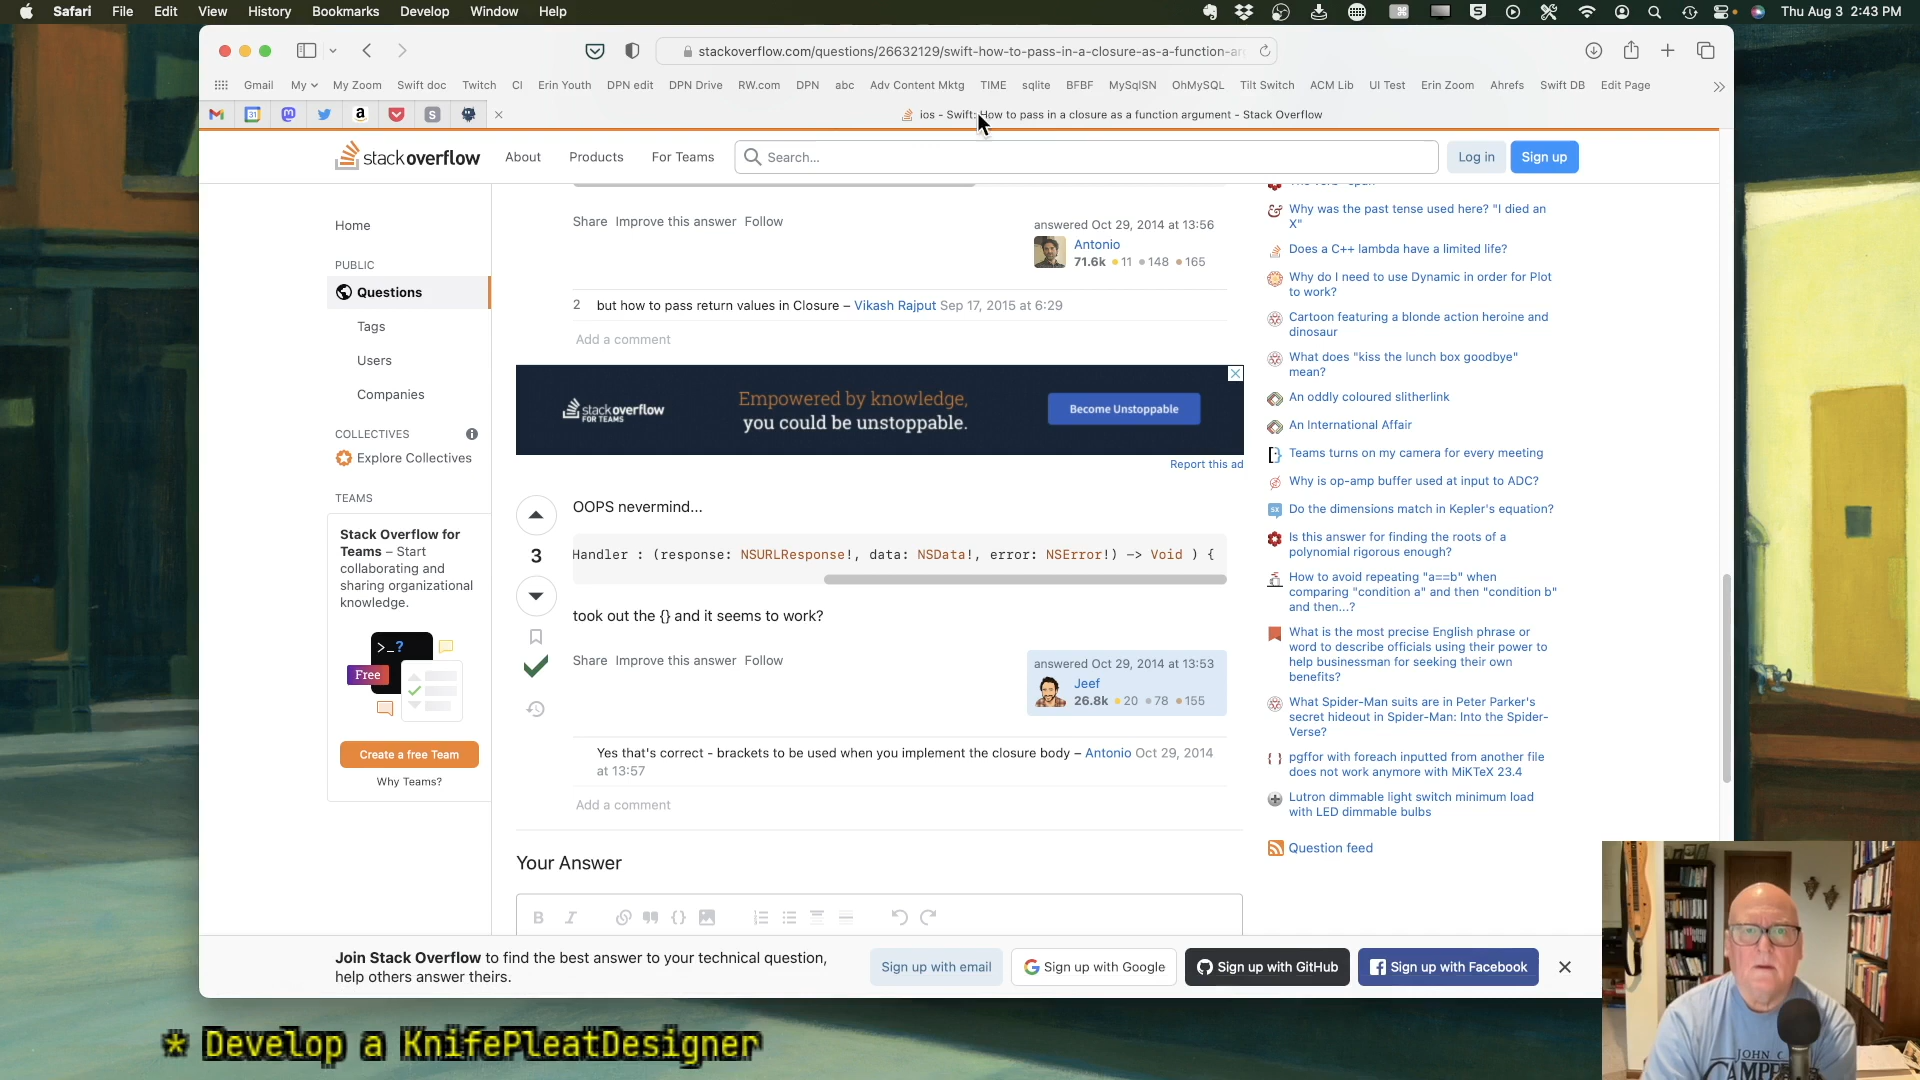 Safari File Edit View History Bookmarks Develop Window Help
Thu Aug 3 2:43 PM
stackoverflow.com/questions/26632129/swift-how-to-pass-in-a-closure-as-a-function-ar
Gmail My My Zoom Swift doc Twitch CI Erin Youth DPN edit DPN Drive RW.com DPN abc Adv Content Mktg TIME sqlite BFBF MySqlSN OhMySQL Tilt Switch ACM Lib UI Test Erin Zoom Ahrefs Swift DB Edit Page
ios - Swift: How to pass in a closure as a function argument - Stack Overflow
stackoverflow About Products For Teams Search... Log in Sign up
Home
PUBLIC
Questions
Tags
Users
Companies
COLLECTIVES
Explore Collectives
TEAMS
Stack Overflow for
Teams – Start
collaborating and
sharing organizational
knowledge.
>_?
Free
Create a free Team
Why Teams?
Share Improve this answer Follow
answered Oct 29, 2014 at 13:56
Antonio
71.6k 11 148 165
2 but how to pass return values in Closure – Vikash Rajput Sep 17, 2015 at 6:29
Add a comment
stackoverflow
FOR TEAMS
Empowered by knowledge,
you could be unstoppable.
Become Unstoppable
Report this ad
OOPS nevermind...
3
Handler : (response: NSURLResponse!, data: NSData!, error: NSError!) -> Void ) {
took out the {} and it seems to work?
Share Improve this answer Follow
answered Oct 29, 2014 at 13:53
Jeef
26.8k 20 78 155
Yes that's correct - brackets to be used when you implement the closure body – Antonio Oct 29, 2014
at 13:57
Add a comment
Your Answer
B I
Why was the past tense used here? "I died an
X"
Does a C++ lambda have a limited life?
Why do I need to use Dynamic in order for Plot
to work?
Cartoon featuring a blonde action heroine and
dinosaur
What does "kiss the lunch box goodbye"
mean?
An oddly coloured slitherlink
An International Affair
Teams turns on my camera for every meeting
Why is op-amp buffer used at input to ADC?
Do the dimensions match in Kepler's equation?
Is this answer for finding the roots of a
polynomial rigorous enough?
How to avoid repeating "a==b" when
comparing "condition a" and then "condition b"
and then...?
What is the most precise English phrase or
word to describe officials using their power to
help businessman for seeking their own
benefits?
What Spider-Man suits are in Peter Parker's
secret hideout in Spider-Man: Into the Spider-
Verse?
pgffor with foreach inputted from another file
does not work anymore with MiKTeX 23.4
Lutron dimmable light switch minimum load
with LED dimmable bulbs
Question feed
Join Stack Overflow to find the best answer to your technical question,
help others answer theirs.
Sign up with email
Sign up with Google
Sign up with GitHub
Sign up with Facebook
* Develop a KnifePleatDesigner
JOHN C